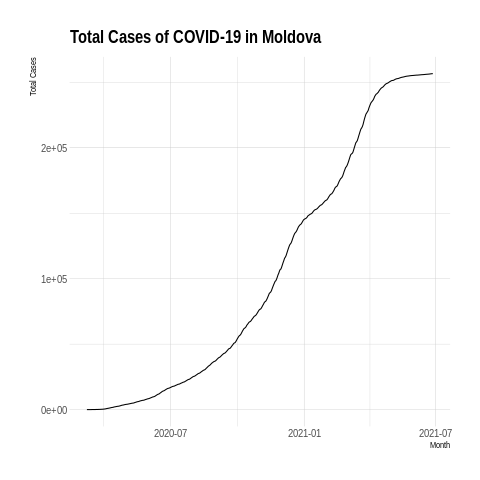 Total Cases of COVID-19 in Moldova
Total Cases
2e+05
1e+05
0e+00
2020-07 2021-01 2021-07
Month